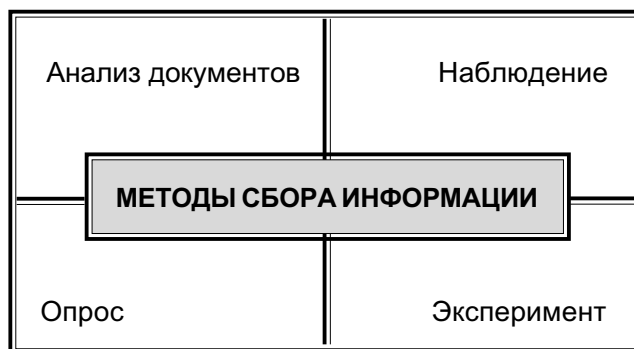 Анализ документов
Наблюдение
МЕТОДЫ СБОРА ИНФОРМАЦИИ
Опрос
Эксперимент